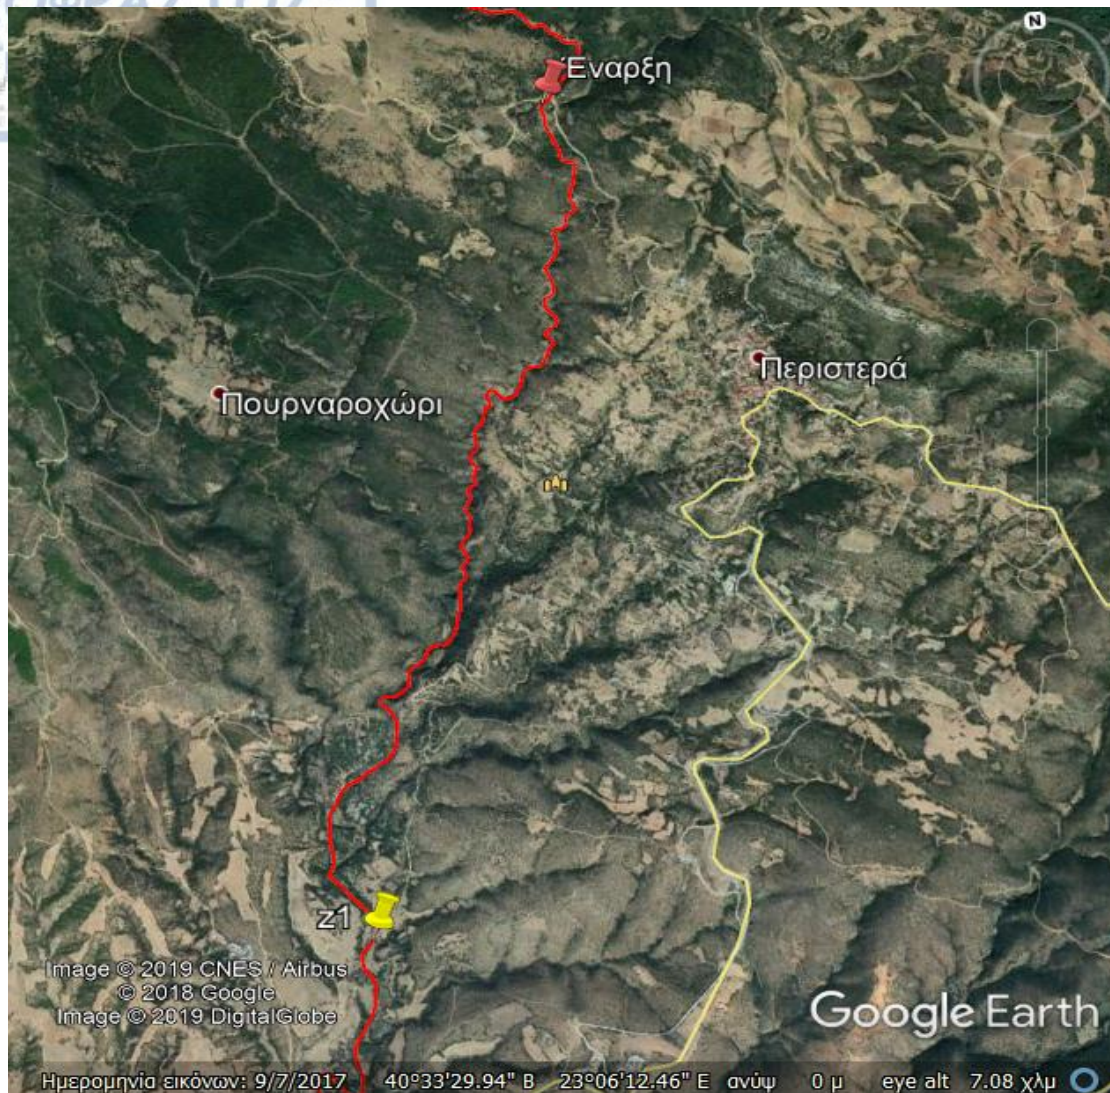 N
Έναρξη
Περιστερά
Πουρναροχώρι
z1
Image © 2019 CNES / Airbus
© 2018 Google
Image © 2019 DigitalGlobe
Google Earth
Ημερομηνία εικόνων: 9/7/2017 40°33'29.94" Β 23°06'12.46" Ε ανύψ 0 μ eye alt 7.08 χλμ